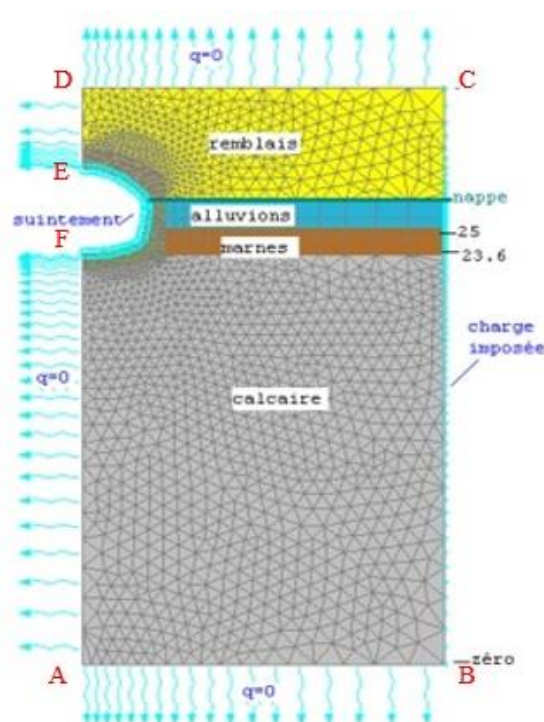 q=0
D
C
remblais
E
nappe
suintement
alluvions
F
25
marnes
23.6
charge
imposée
q=0
calcaire
zéro
A
B
q=0